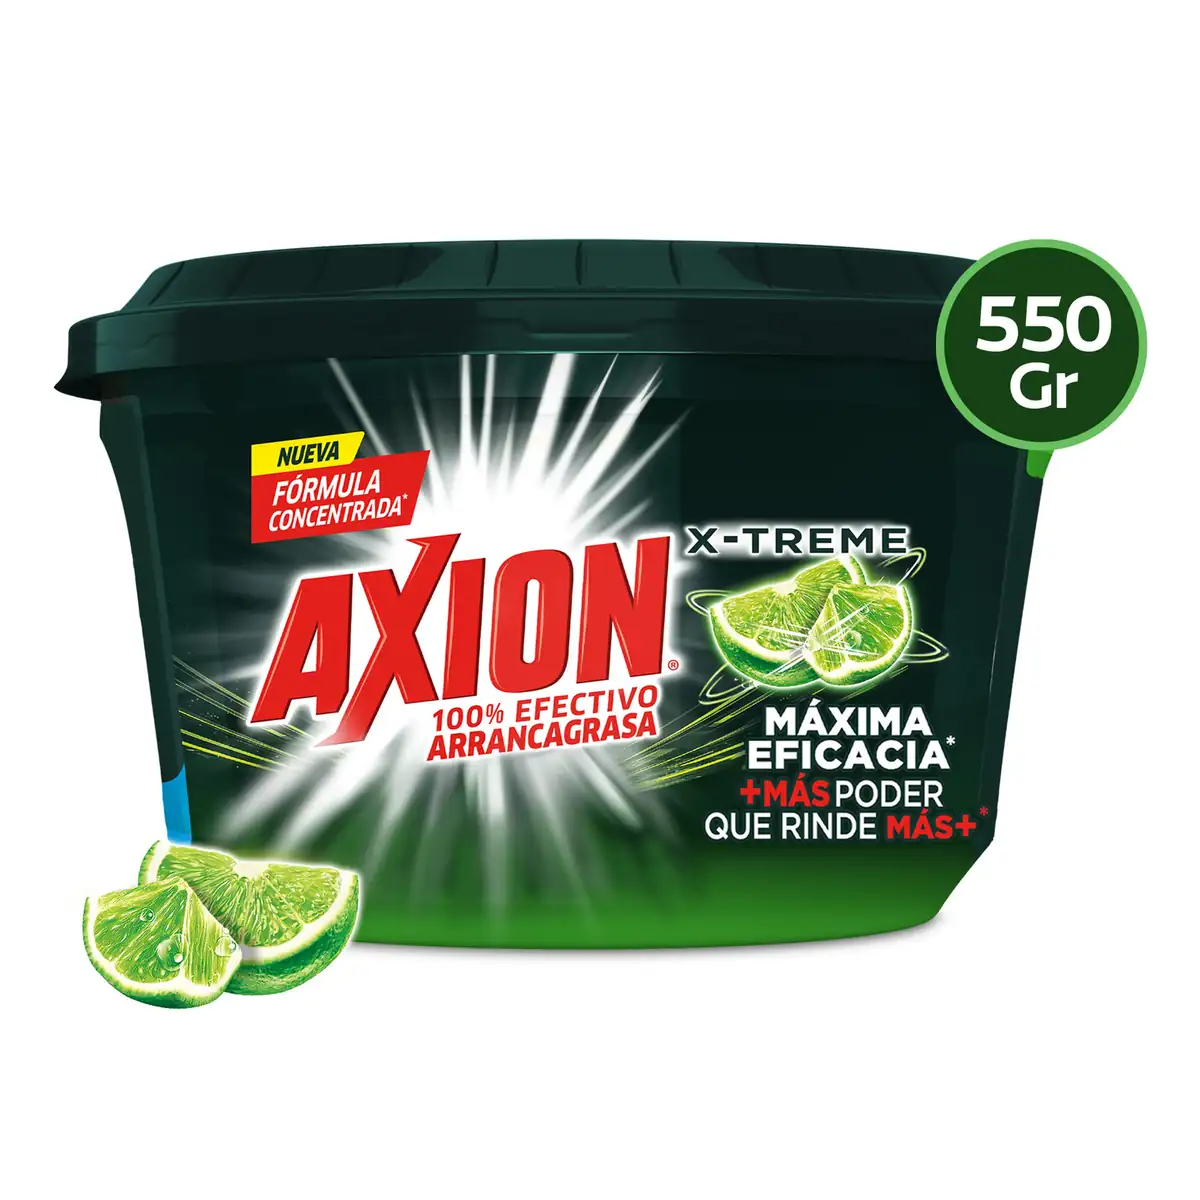 550
Gr
NUEVA
FÓRMULA
CONCENTRADA*
AXION®
100% EFECTIVO
ARRANCAGRASA
X-TREME
MÁXIMA
EFICACIA*
+MÁS PODER
QUE RINDE MÁS+*